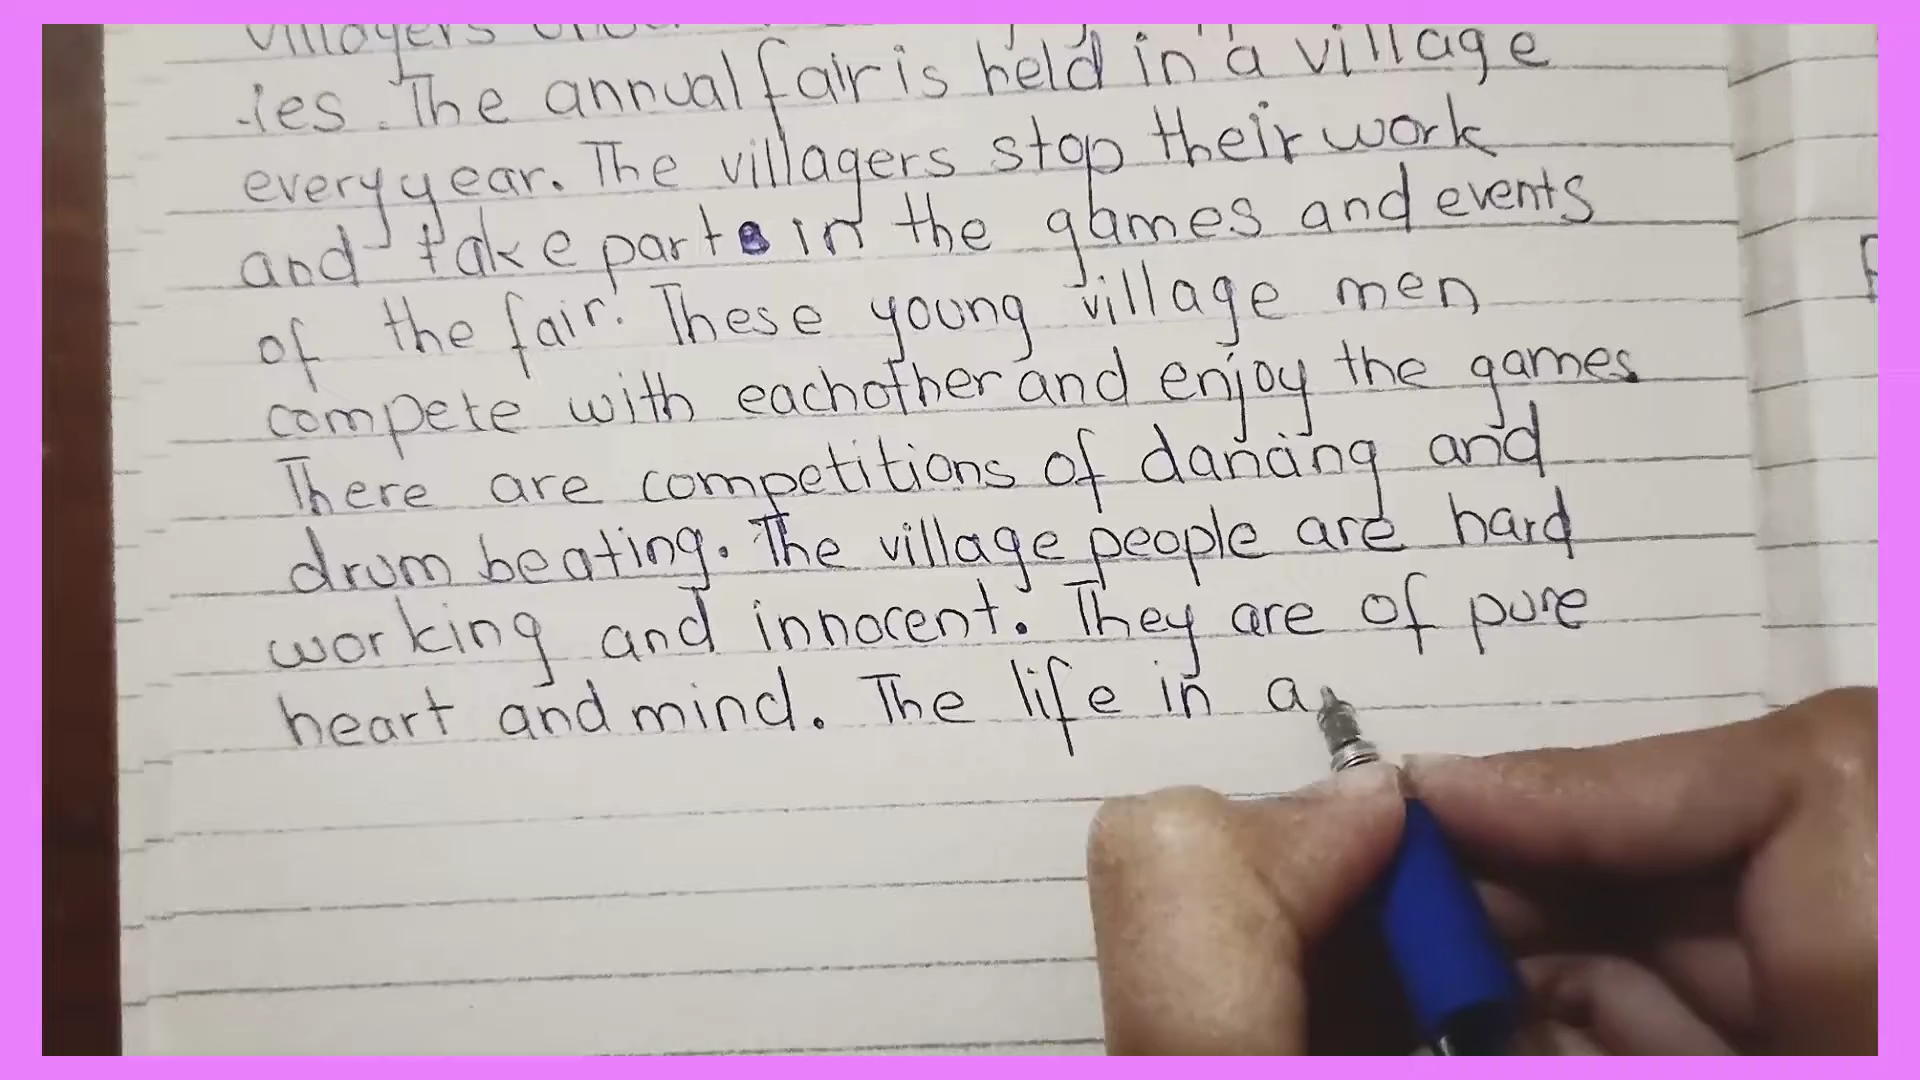 villagers
.ies. The annual fair is held in a village
every year. The villagers stop their work
and take part in the games and events
of the fair. These young village men
compete with eachother and enjoy the games.
There are competitions of dancing and
drum beating. The village people are hard
working and innocent. They are of pure
heart and mind. The life in a